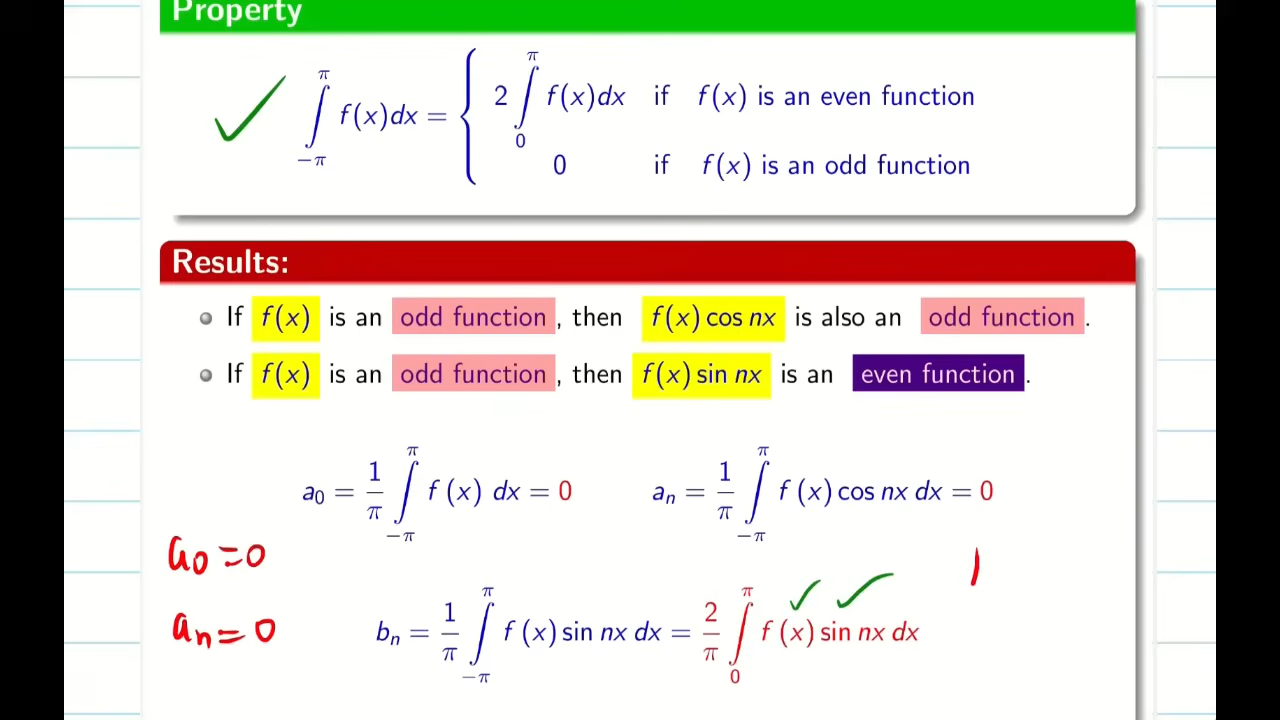 Property
∫_{−π}^{π} f(x)dx = { 2 ∫_{0}^{π} f(x)dx if f(x) is an even function
0 if f(x) is an odd function
Results:
If f(x) is an odd function, then f(x) cos nx is also an odd function.
If f(x) is an odd function, then f(x) sin nx is an even function.
a₀ = 1/π ∫_{−π}^{π} f (x) dx = 0 aₙ = 1/π ∫_{−π}^{π} f (x) cos nx dx = 0
a₀ = 0
aₙ = 0 bₙ = 1/π ∫_{−π}^{π} f (x) sin nx dx = 2/π ∫_{0}^{π} f (x) sin nx dx